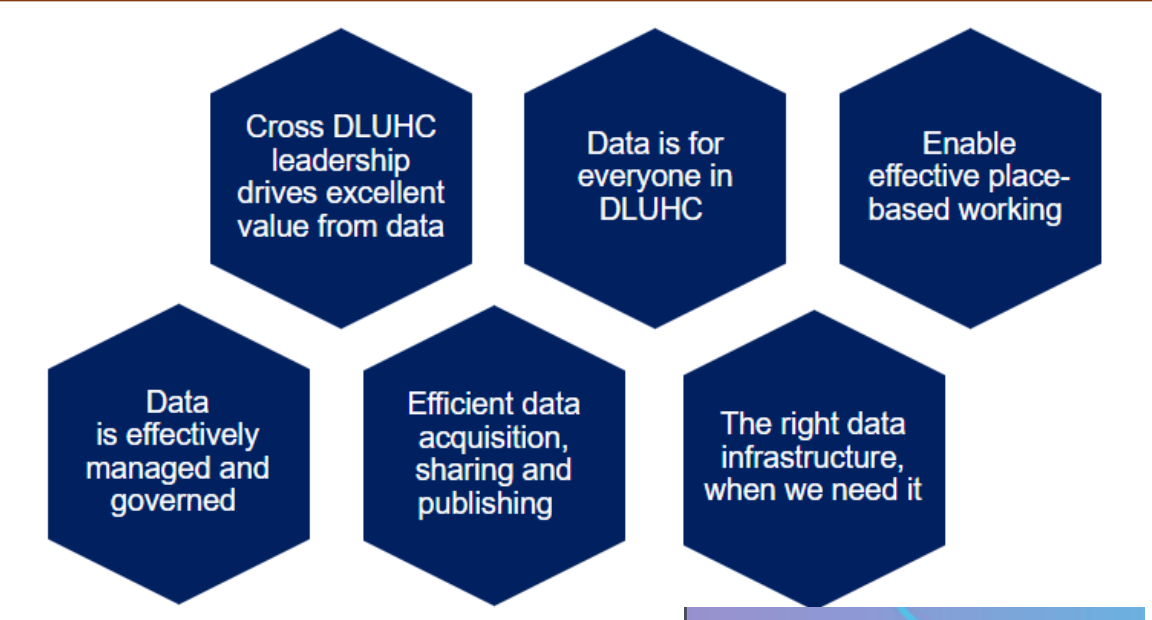 Cross DLUHC
leadership
drives excellent
value from data
Data is for
everyone in
DLUHC
Enable
effective place-
based working
Data
is effectively
managed and
governed
Efficient data
acquisition,
sharing and
publishing
The right data
infrastructure,
when we need it